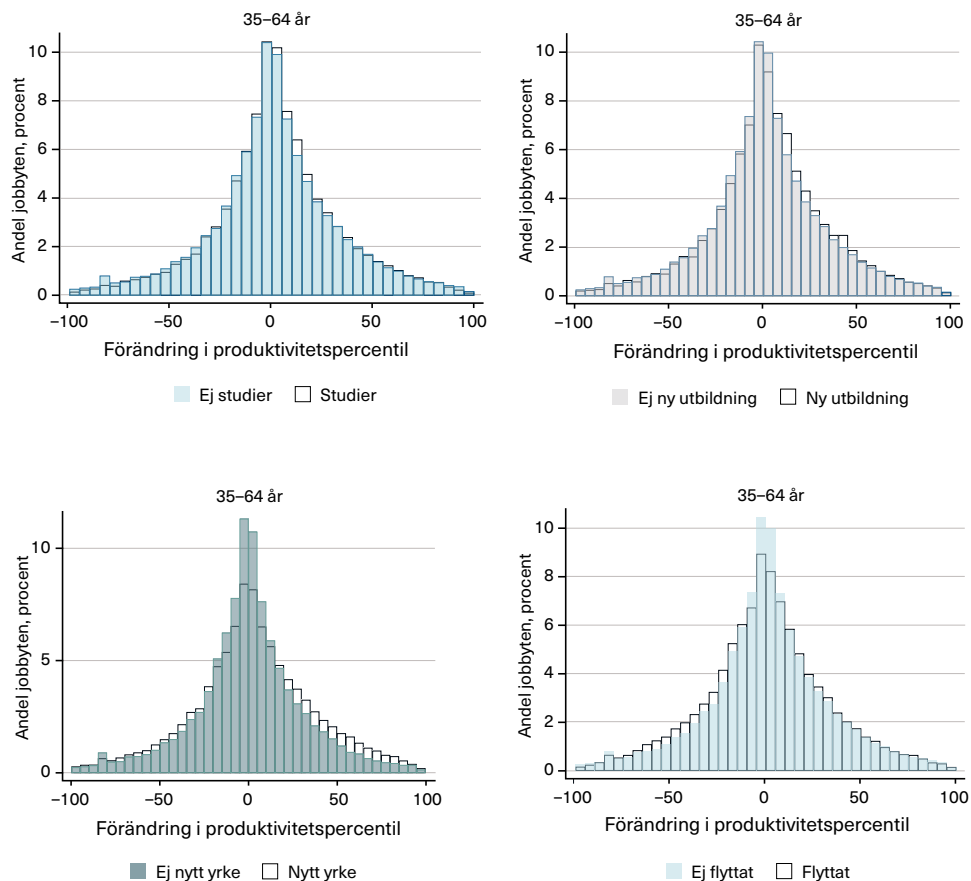 35–64 år
Andel jobbyten, procent
10
8
6
4
2
0
−100 −50 0 50 100
Förändring i produktivitetspercentil
Ej studier Studier
35–64 år
Andel jobbyten, procent
10
8
6
4
2
0
−100 −50 0 50 100
Förändring i produktivitetspercentil
Ej ny utbildning Ny utbildning
35–64 år
Andel jobbyten, procent
10
5
0
−100 −50 0 50 100
Förändring i produktivitetspercentil
Ej nytt yrke Nytt yrke
35–64 år
Andel jobbyten, procent
10
8
6
4
2
0
−100 −50 0 50 100
Förändring i produktivitetspercentil
Ej flyttat Flyttat